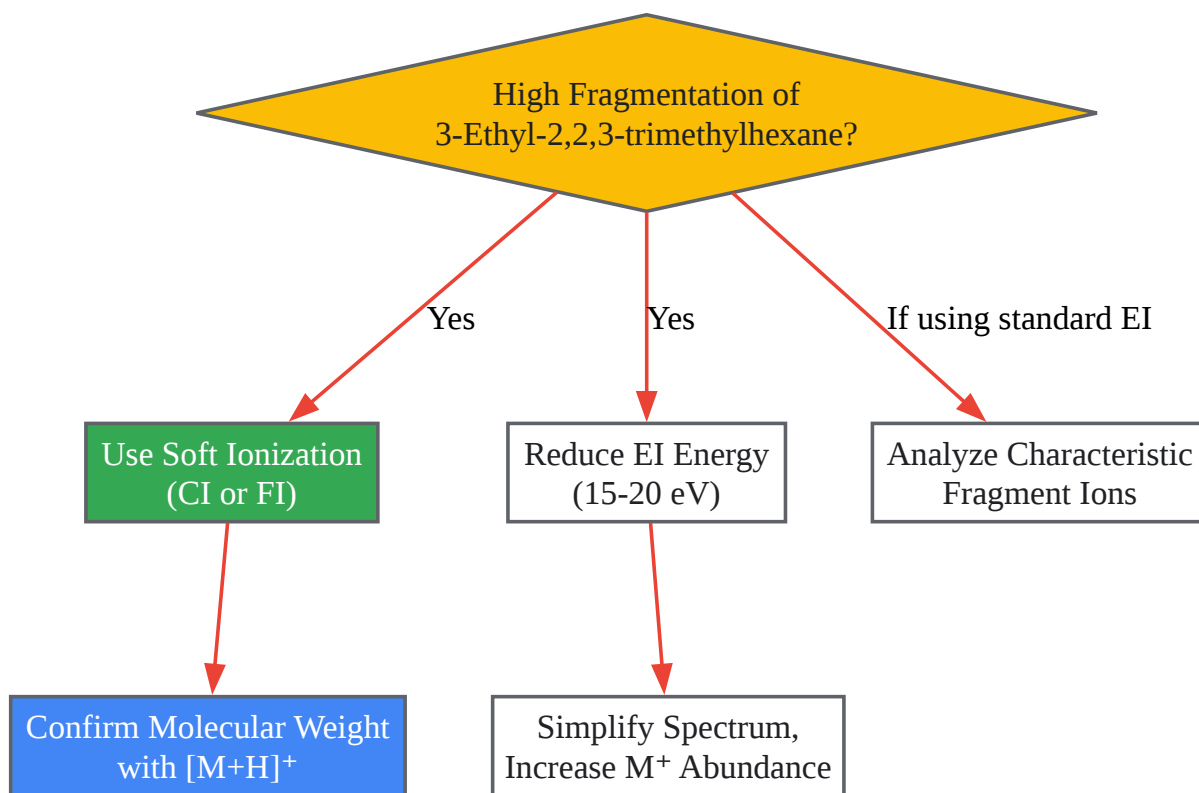 High Fragmentation of
3-Ethyl-2,2,3-trimethylhexane?
Yes
Yes
If using standard EI
Use Soft Ionization
(CI or FI)
Reduce EI Energy
(15-20 eV)
Analyze Characteristic
Fragment Ions
Confirm Molecular Weight
with [M+H]⁺
Simplify Spectrum,
Increase M⁺ Abundance